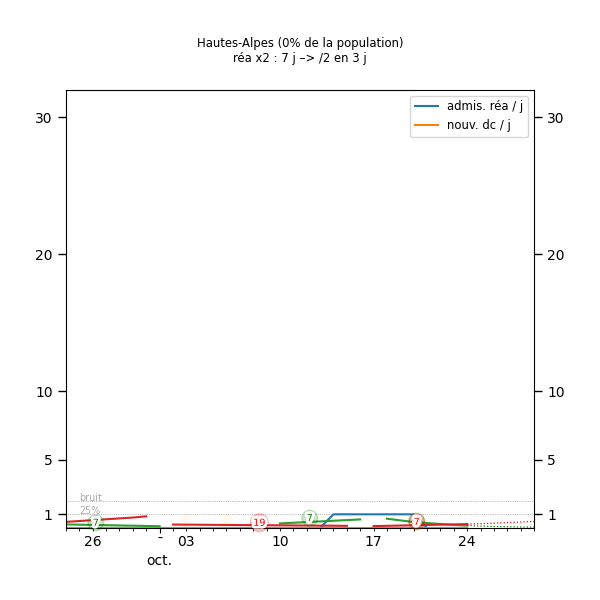 Hautes-Alpes (0% de la population)
réa x2 : 7 j –> /2 en 3 j
admis. réa / j
nouv. dc / j
30 30
20 20
10 10
5 5
bruit
25%
1 1
7 19 7 7
26 - 03 10 17 24
oct.